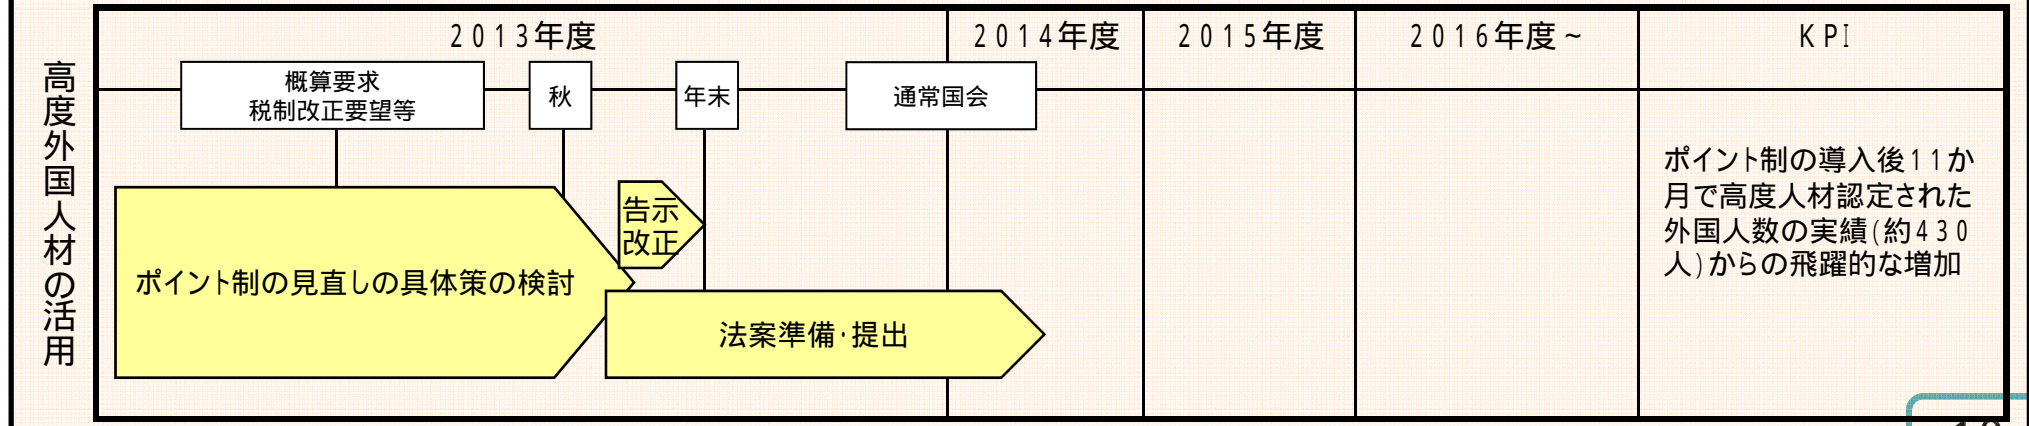 高度外国人材の活用
2013年度
2014年度
2015年度
2016年度～
KPI
概算要求
税制改正要望等
秋
年末
通常国会
ポイント制の見直しの具体策の検討
告示
改正
法案準備・提出
ポイント制の導入後11か
月で高度人材認定された
外国人数の実績(約430
人)からの飛躍的な増加